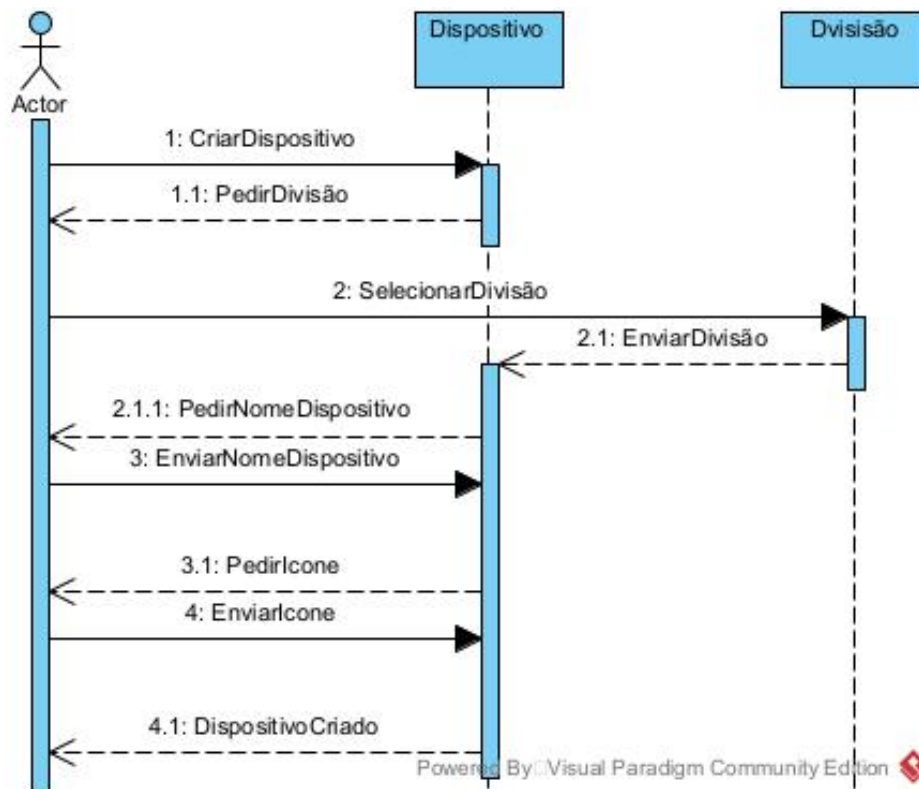 Dispositivo
Dvisisão
Actor
1: CriarDispositivo
1.1: PedirDivisão
2: SelecionarDivisão
2.1: EnviarDivisão
2.1.1: PedirNomeDispositivo
3: EnviarNomeDispositivo
3.1: PedirIcone
4: EnviarIcone
4.1: DispositivoCriado
Powered By Visual Paradigm Community Edition